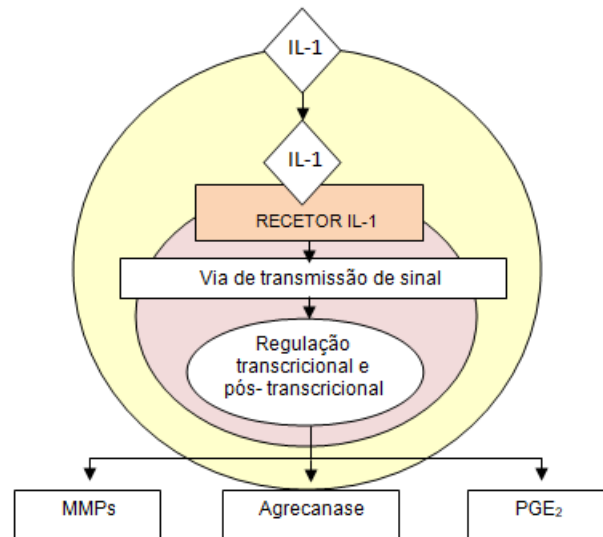 IL-1
IL-1
RECETOR IL-1
Via de transmissão de sinal
Regulação
transcricional e
pós- transcricional
MMPs
Agrecanase
PGE₂